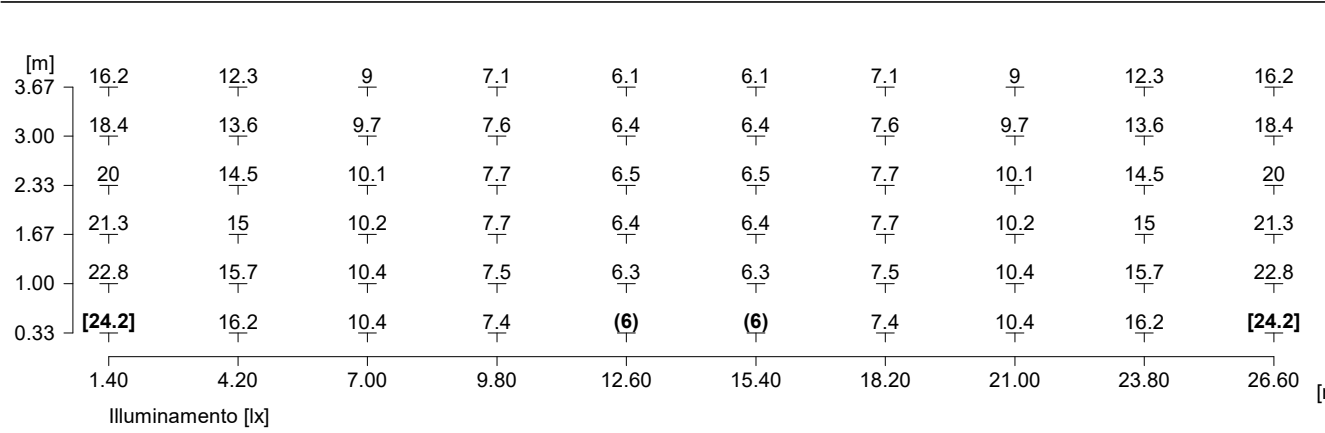 [m]
3.67 16.2 12.3 9 7.1 6.1 6.1 7.1 9 12.3 16.2
3.00 18.4 13.6 9.7 7.6 6.4 6.4 7.6 9.7 13.6 18.4
2.33 20 14.5 10.1 7.7 6.5 6.5 7.7 10.1 14.5 20
1.67 21.3 15 10.2 7.7 6.4 6.4 7.7 10.2 15 21.3
1.00 22.8 15.7 10.4 7.5 6.3 6.3 7.5 10.4 15.7 22.8
0.33 [24.2] 16.2 10.4 7.4 (6) (6) 7.4 10.4 16.2 [24.2]
1.40 4.20 7.00 9.80 12.60 15.40 18.20 21.00 23.80 26.60
Illuminamento [lx]